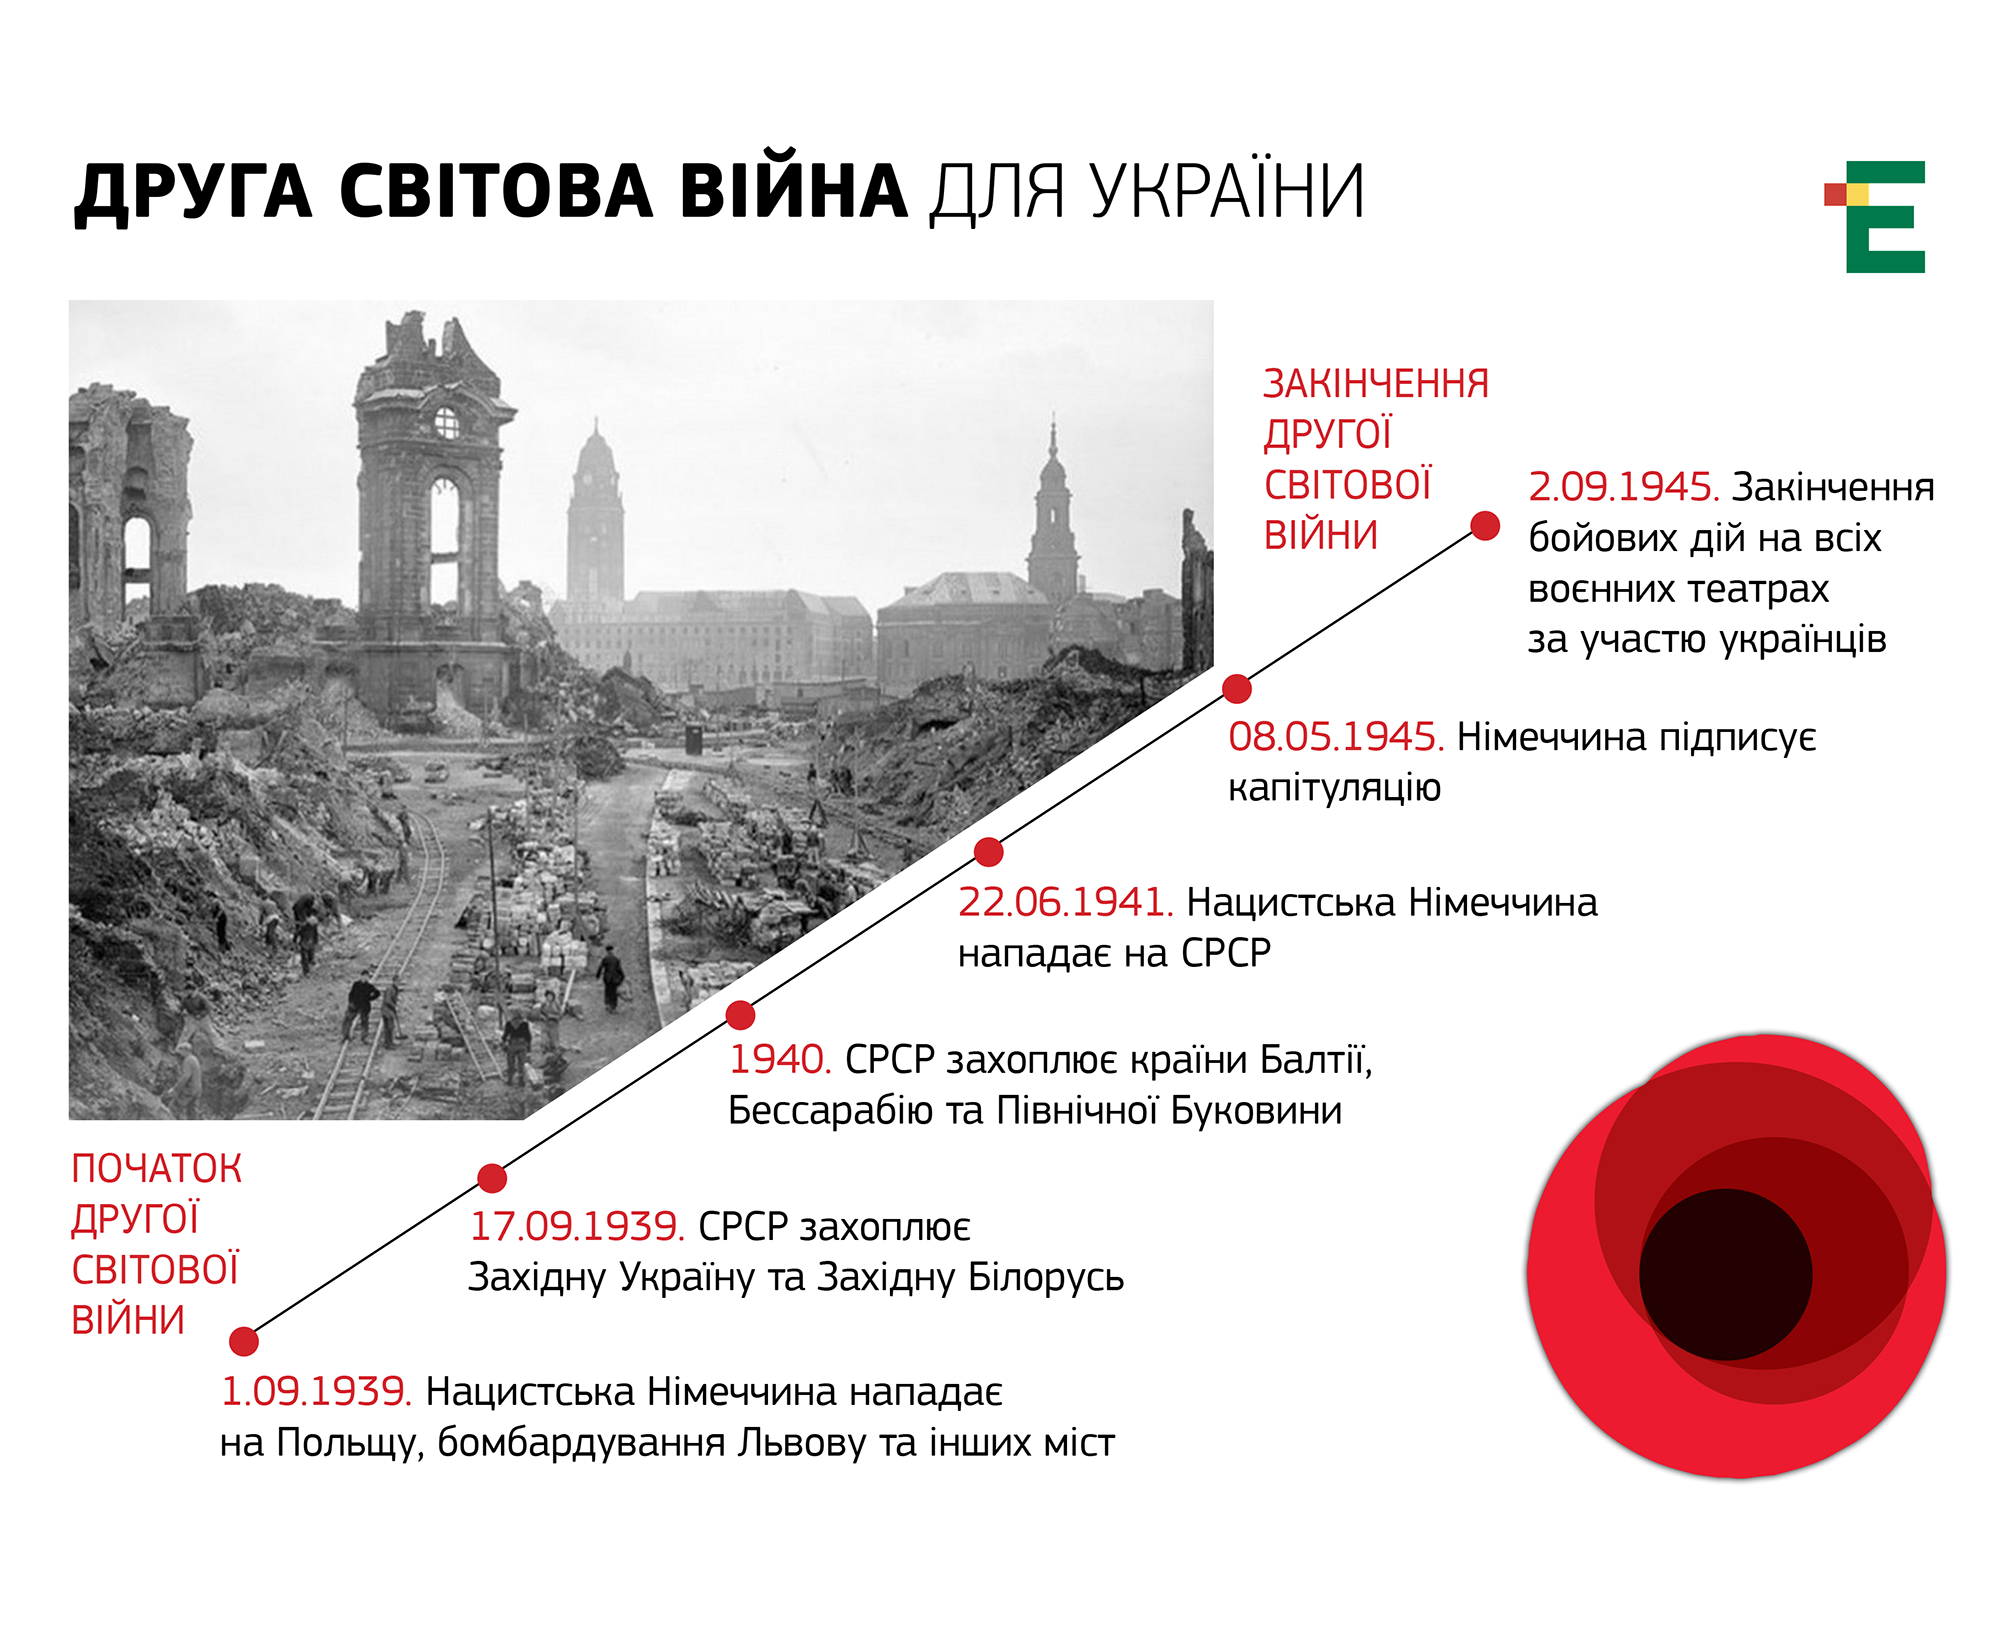 ДРУГА СВІТОВА ВІЙНА ДЛЯ УКРАЇНИ
ЗАКІНЧЕННЯ
ДРУГОЇ
СВІТОВОЇ
ВІЙНИ
2.09.1945. Закінчення
бойових дій на всіх
воєнних театрах
за участю українців
08.05.1945. Німеччина підписує
капітуляцію
22.06.1941. Нацистська Німеччина
нападає на СРСР
1940. СРСР захоплює країни Балтії,
Бессарабію та Північної Буковини
17.09.1939. СРСР захоплює
Західну Україну та Західну Білорусь
ПОЧАТОК
ДРУГОЇ
СВІТОВОЇ
ВІЙНИ
1.09.1939. Нацистська Німеччина нападає
на Польщу, бомбардування Львову та інших міст